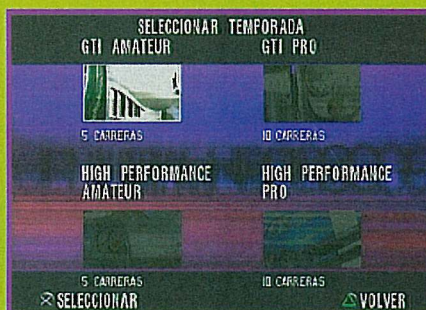 SELECCIONAR TEMPORADA
GTI AMATEUR
GTI PRO
5 CARRERAS
10 CARRERAS
HIGH PERFORMANCE
AMATEUR
HIGH PERFORMANCE
PRO
5 CARRERAS
10 CARRERAS
SELECCIONAR
VOLVER